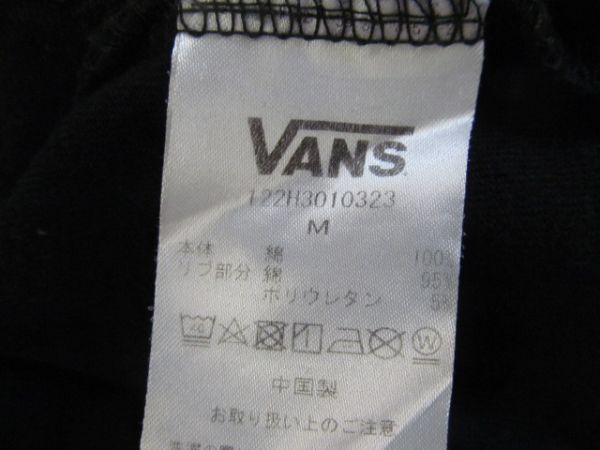 VANS
122H3010323
M
本体 綿 100%
リブ部分 綿 95%
ポリウレタン 5%
40 W
中国製
お取り扱い上のご注意